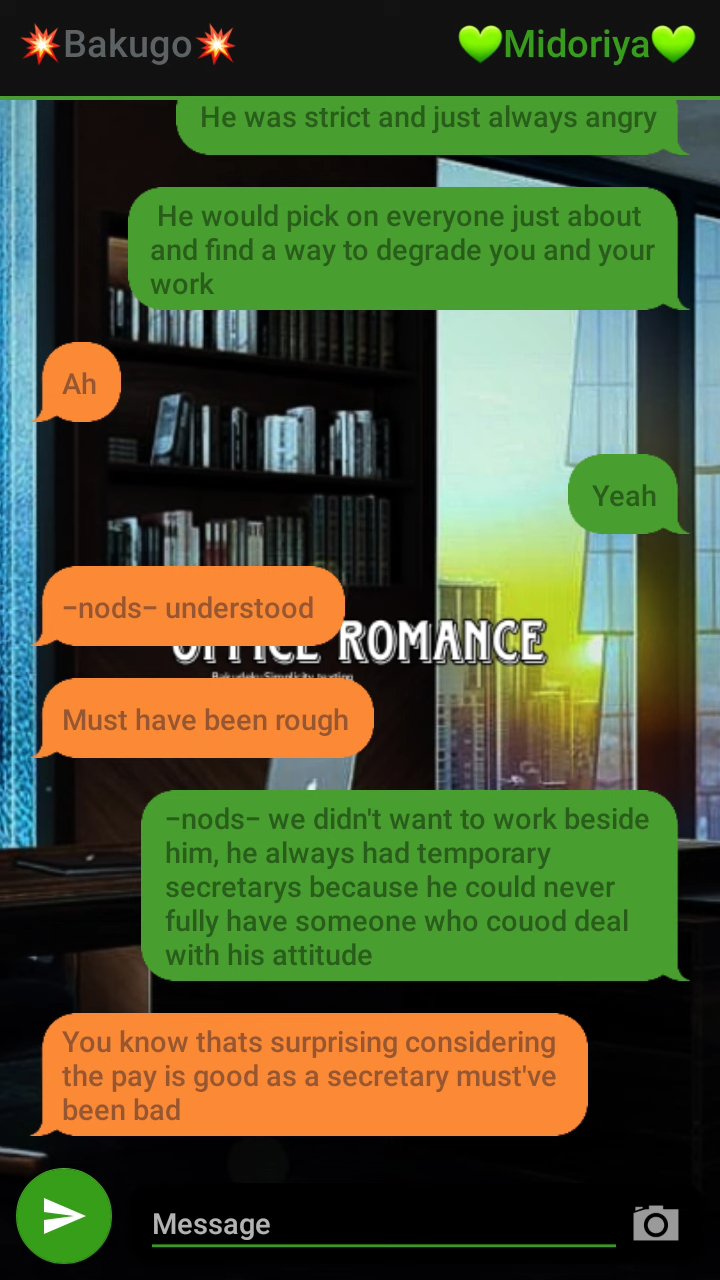 💥Bakugo💥
💚Midoriya💚
He was strict and just always angry
He would pick on everyone just about
and find a way to degrade you and your
work
Ah
Yeah
–nods– understood
OFFICE ROMANCE
Must have been rough
–nods– we didn't want to work beside
him, he always had temporary
secretarys because he could never
fully have someone who couod deal
with his attitude
You know thats surprising considering
the pay is good as a secretary must've
been bad
Message